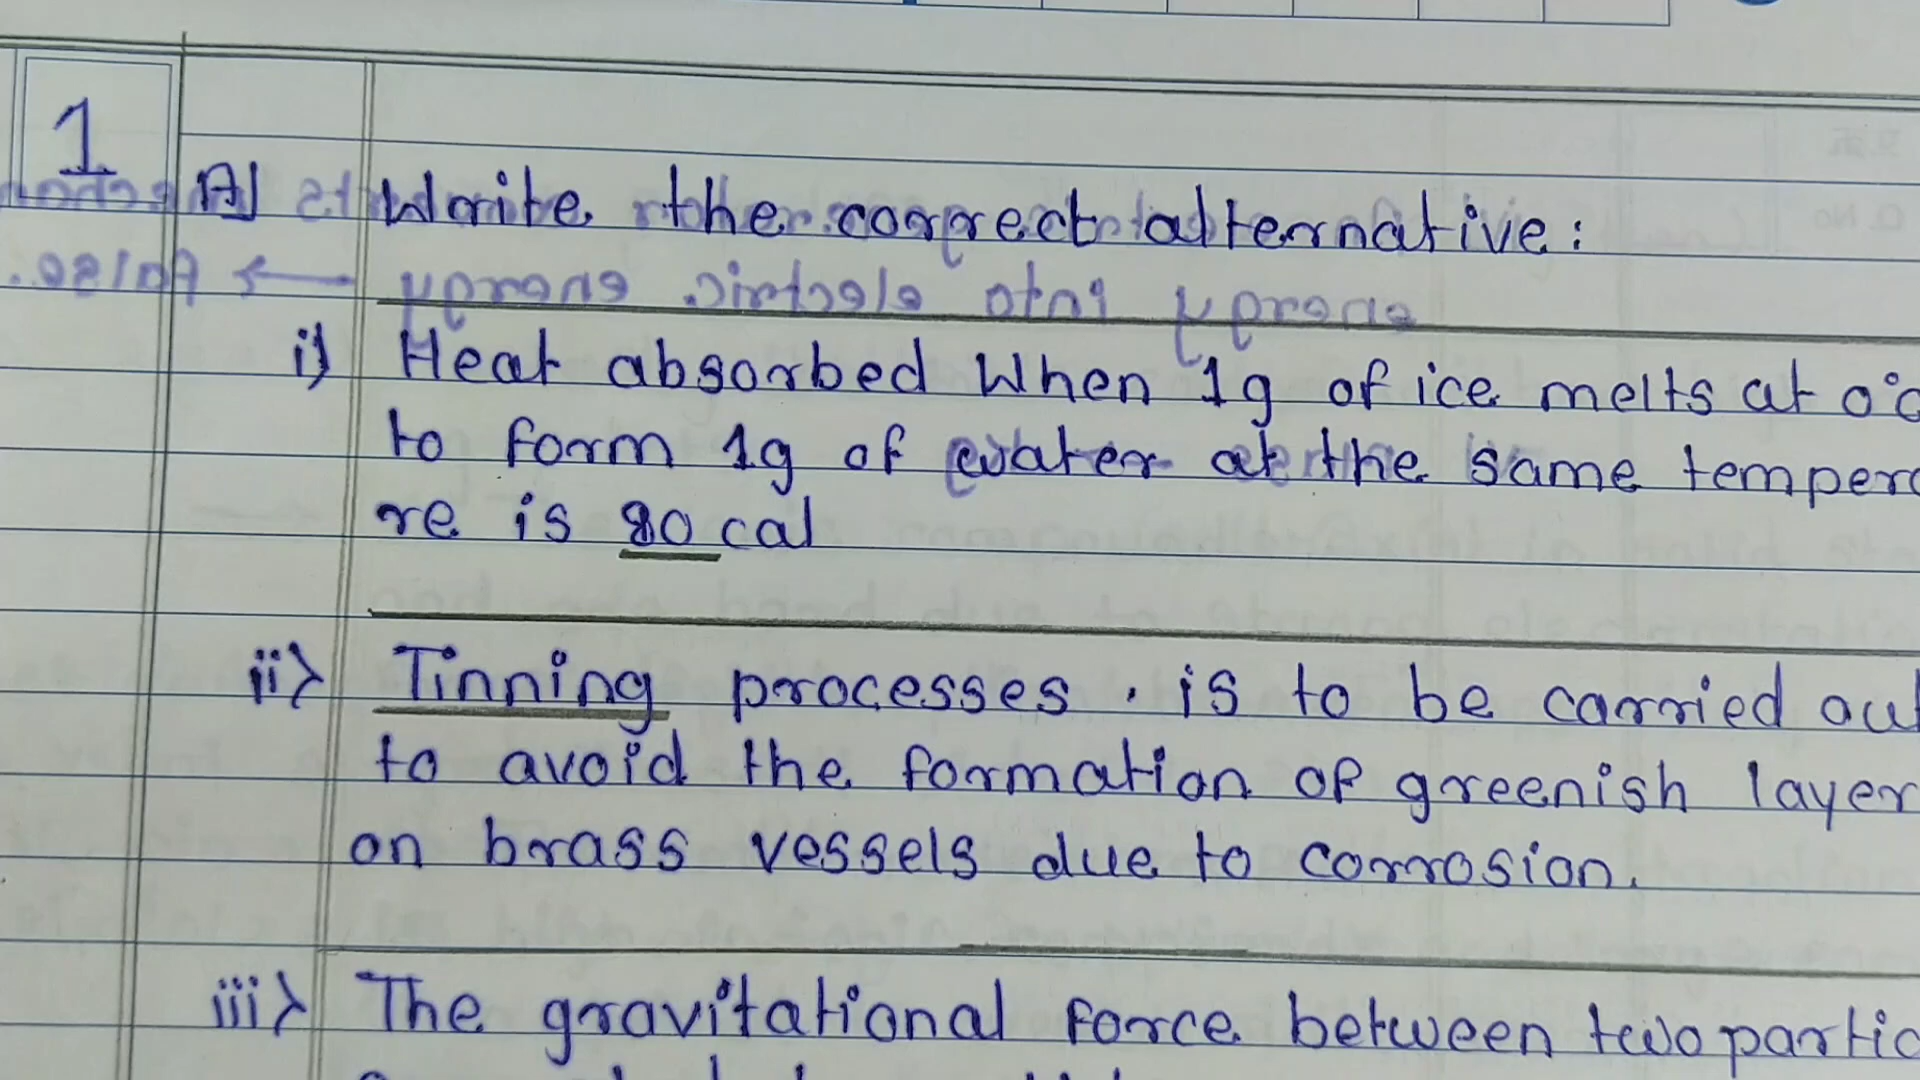 1
A] Write the correct alternative:
i) Heat absorbed when 1g of ice melts at 0°C
to form 1g of water at the same tempera
re is 80 cal
ii) Tinning processes . is to be carried out
to avoid the formation of greenish layer
on brass vessels due to corrosion.
iii) The gravitational force between two partic